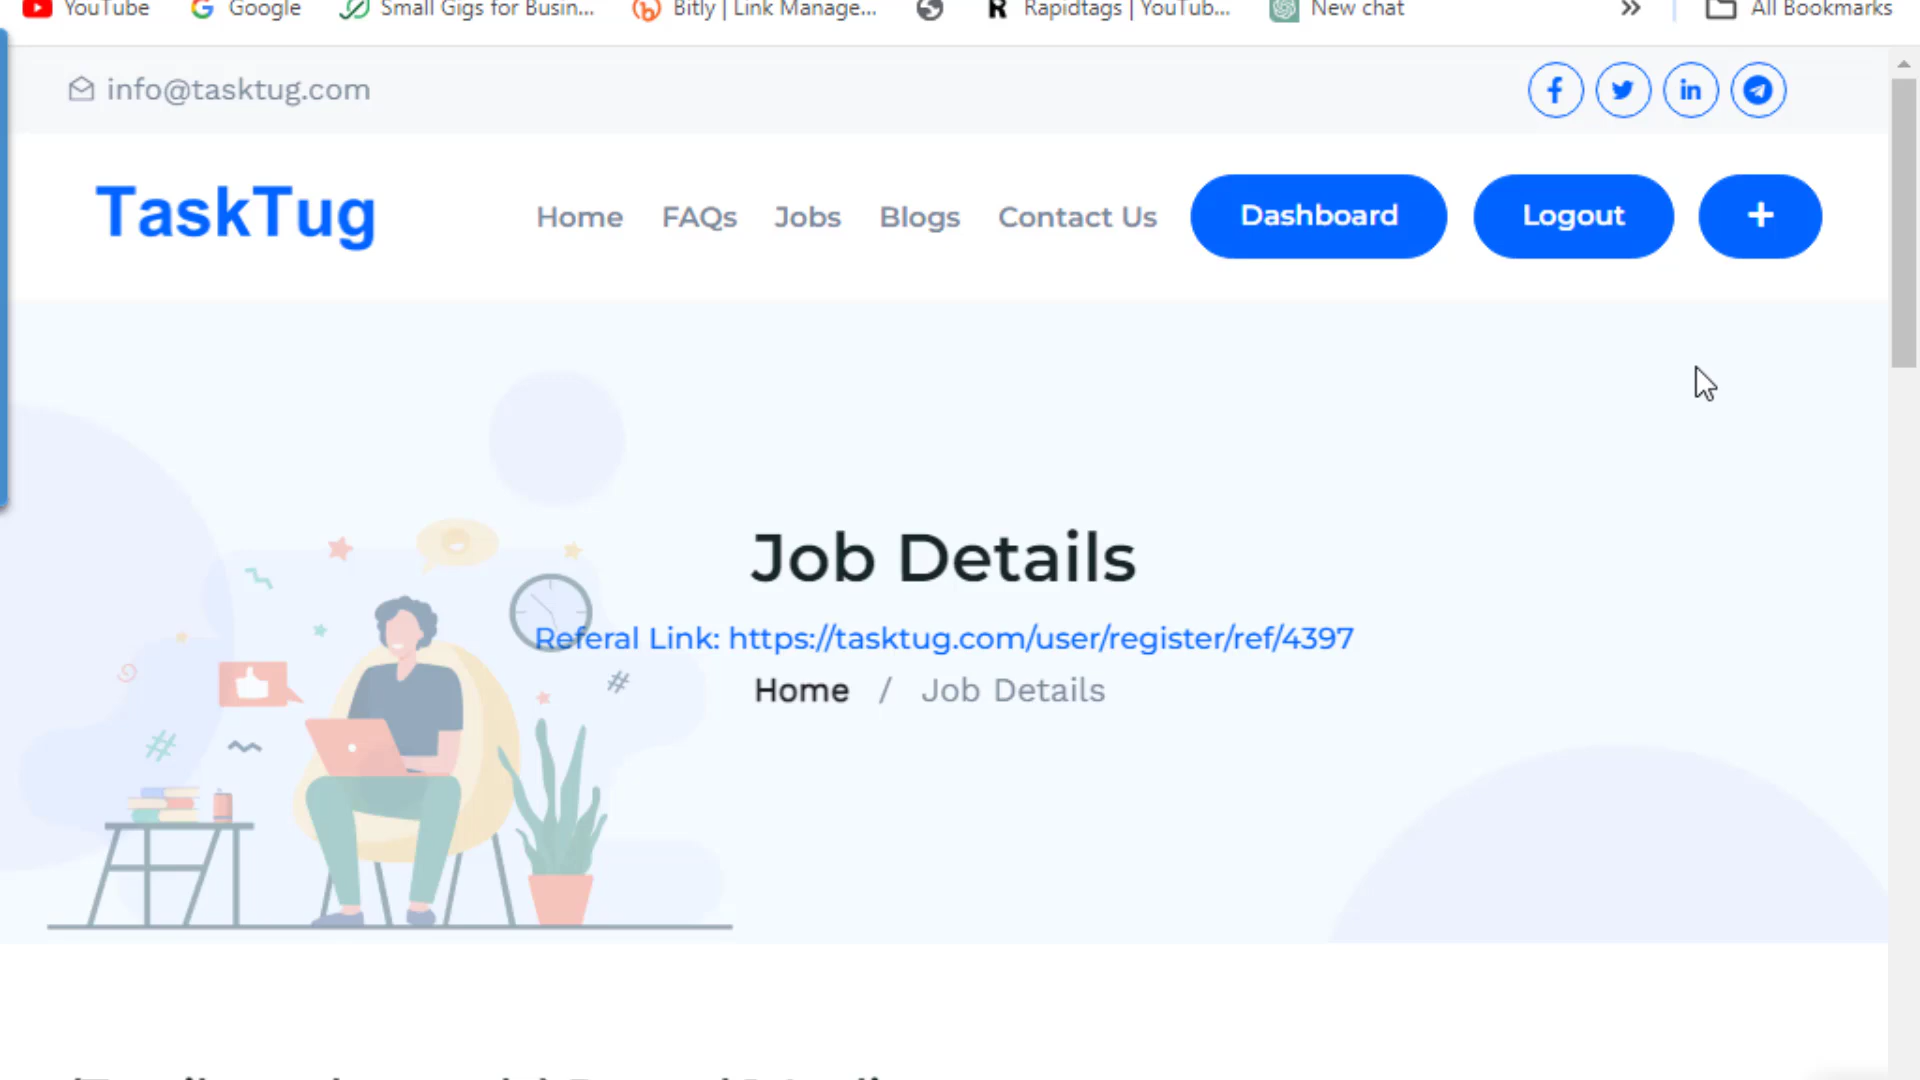 YouTube Google Small Gigs for Busin... Bitly | Link Manage... Rapidtags | YouTub... New chat All Bookmarks
info@tasktug.com
TaskTug Home FAQs Jobs Blogs Contact Us Dashboard Logout +
Job Details
Referal Link: https://tasktug.com/user/register/ref/4397
Home / Job Details